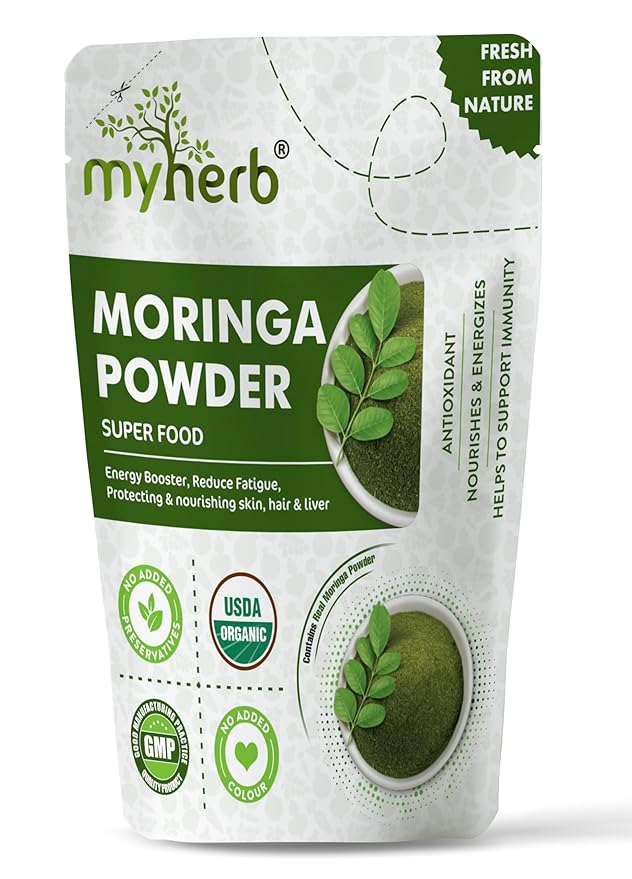 FRESH
FROM
NATURE
myherb®
MORINGA
POWDER
SUPER FOOD
Energy Booster, Reduce Fatigue,
Protecting & nourishing skin, hair & liver
ANTIOXIDANT
NOURISHES & ENERGIZES
HELPS TO SUPPORT IMMUNITY
NO ADDED
PRESERVATIVES
USDA
ORGANIC
Contains Real Moringa Powder
GOOD MANUFACTURING PRACTICE
GMP
QUALITY PRODUCT
NO ADDED
COLOUR